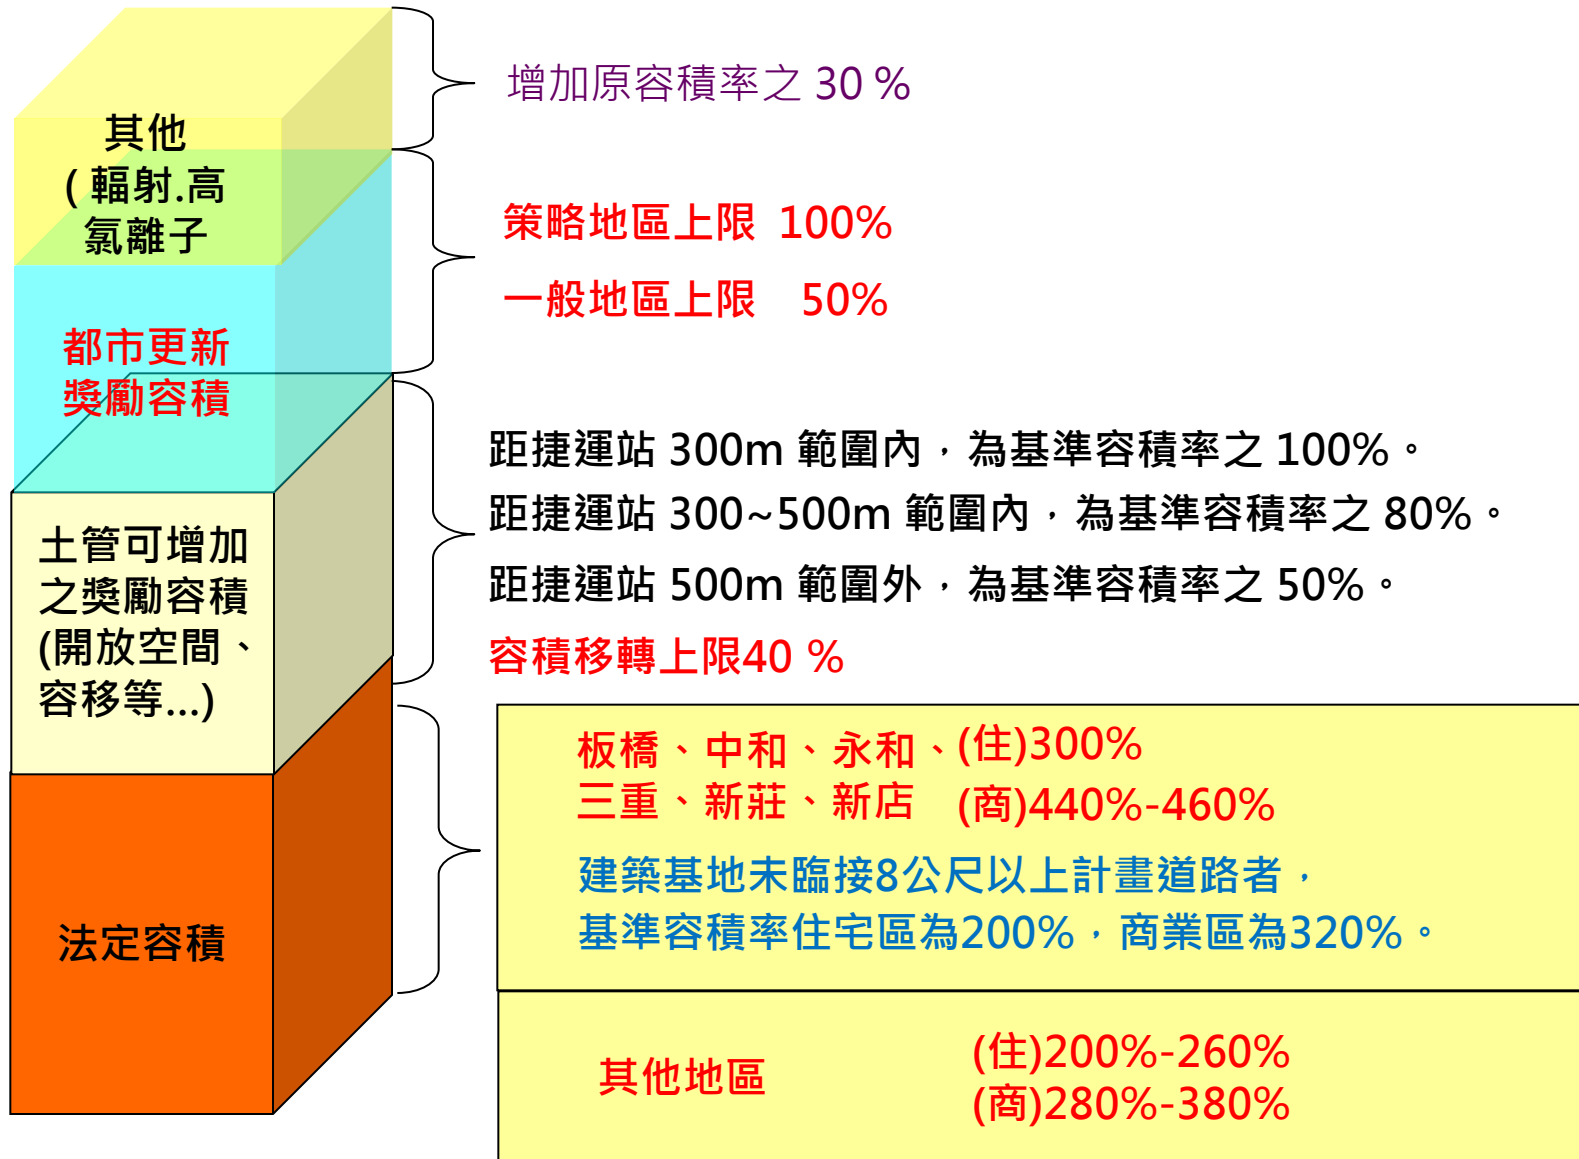 其他
( 輻射.高
氯離子
增加原容積率之 30 %
都市更新
獎勵容積
策略地區上限 100%
一般地區上限 50%
土管可增加
之獎勵容積
(開放空間、
容移等...)
距捷運站 300m 範圍內，為基準容積率之 100%。
距捷運站 300~500m 範圍內，為基準容積率之 80%。
距捷運站 500m 範圍外，為基準容積率之 50%。
容積移轉上限40 %
法定容積
板橋、中和、永和、(住)300%
三重、新莊、新店 (商)440%-460%
建築基地未臨接8公尺以上計畫道路者，
基準容積率住宅區為200%，商業區為320%。
其他地區
(住)200%-260%
(商)280%-380%